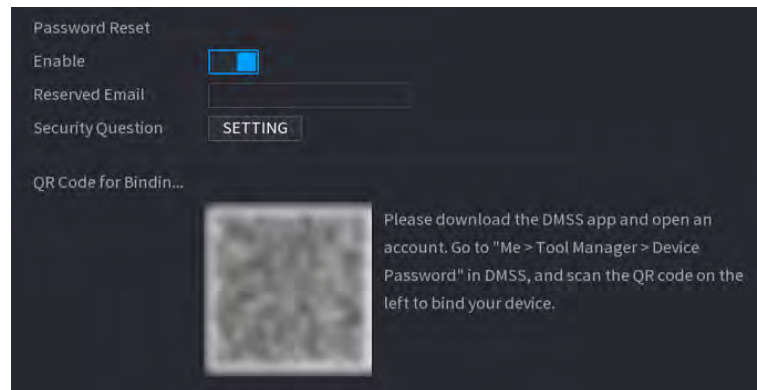 Password Reset
Enable
Reserved Email
Security Question SETTING
QR Code for Bindin...
Please download the DMSS app and open an
account. Go to "Me > Tool Manager > Device
Password" in DMSS, and scan the QR code on the
left to bind your device.